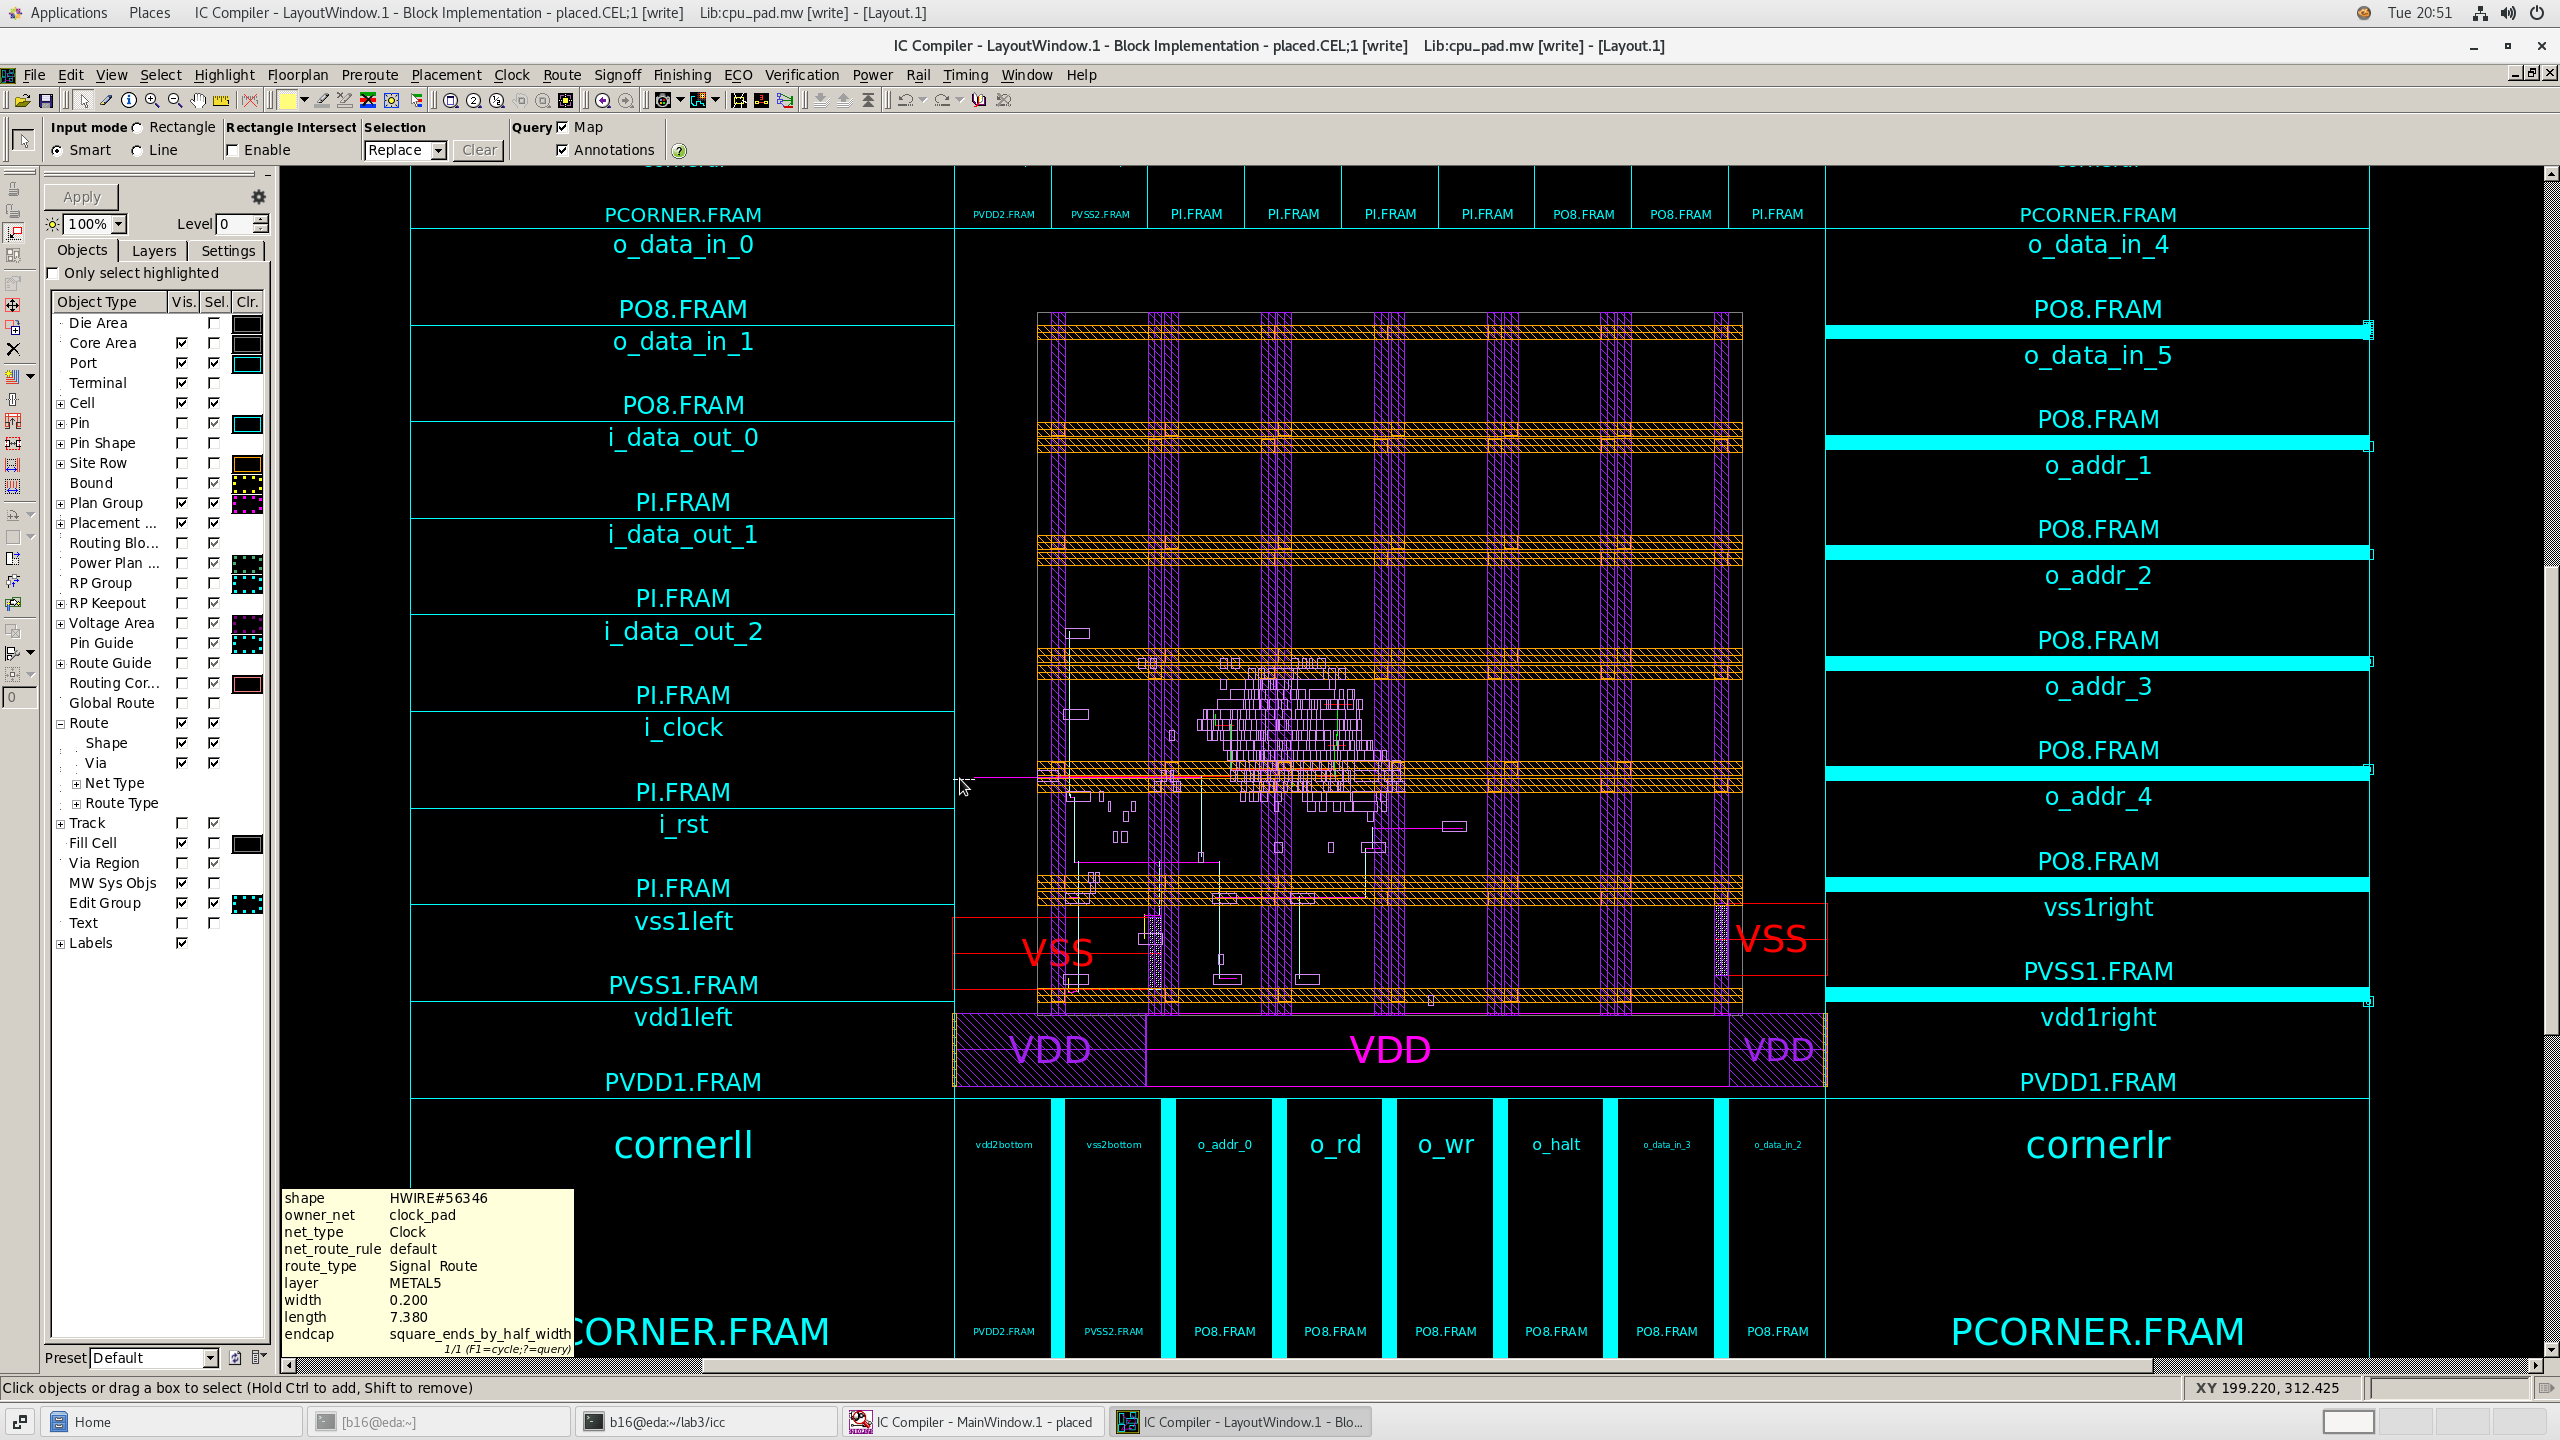 Applications Places IC Compiler - LayoutWindow.1 - Block Implementation - placed.CEL;1 [write] Lib:cpu_pad.mw [write] - [Layout.1] Tue 20:51
IC Compiler - LayoutWindow.1 - Block Implementation - placed.CEL;1 [write] Lib:cpu_pad.mw [write] - [Layout.1]
File Edit View Select Highlight Floorplan Preroute Placement Clock Route Signoff Finishing ECO Verification Power Rail Timing Window Help
Input mode Rectangle Rectangle Intersect Selection Query Map
Smart Line Enable Replace Clear Annotations
Apply
100% Level 0
Objects Layers Settings
Only select highlighted
Object Type Vis. Sel. Clr.
Die Area
Core Area
Port
Terminal
Cell
Pin
Pin Shape
Site Row
Bound
Plan Group
Placement ...
Routing Blo...
Power Plan ...
RP Group
RP Keepout
Voltage Area
Pin Guide
Route Guide
Routing Cor...
Global Route
Route
Shape
Via
Net Type
Route Type
Track
Fill Cell
Via Region
MW Sys Objs
Edit Group
Text
Labels
0
Preset Default
PCORNER.FRAM
o_data_in_0
PO8.FRAM
o_data_in_1
PO8.FRAM
i_data_out_0
PI.FRAM
i_data_out_1
PI.FRAM
i_data_out_2
PI.FRAM
i_clock
PI.FRAM
i_rst
PI.FRAM
vss1left
PVSS1.FRAM
vdd1left
PVDD1.FRAM
cornerll
CORNER.FRAM
PVDD2.FRAM PVSS2.FRAM PI.FRAM PI.FRAM PI.FRAM PI.FRAM PO8.FRAM PO8.FRAM PI.FRAM
VSS VSS
VDD VDD VDD
vdd2bottom vss2bottom o_addr_0 o_rd o_wr o_halt o_data_in_3 o_data_in_2
PVDD2.FRAM PVSS2.FRAM PO8.FRAM PO8.FRAM PO8.FRAM PO8.FRAM PO8.FRAM PO8.FRAM
PCORNER.FRAM
o_data_in_4
PO8.FRAM
o_data_in_5
PO8.FRAM
o_addr_1
PO8.FRAM
o_addr_2
PO8.FRAM
o_addr_3
PO8.FRAM
o_addr_4
PO8.FRAM
vss1right
PVSS1.FRAM
vdd1right
PVDD1.FRAM
cornerlr
PCORNER.FRAM
shape HWIRE#56346
owner_net clock_pad
net_type Clock
net_route_rule default
route_type Signal Route
layer METAL5
width 0.200
length 7.380
endcap square_ends_by_half_width
1/1 (F1=cycle;?=query)
Click objects or drag a box to select (Hold Ctrl to add, Shift to remove) XY 199.220, 312.425
Home [b16@eda:~] b16@eda:~/lab3/icc IC Compiler - MainWindow.1 - placed IC Compiler - LayoutWindow.1 - Blo...